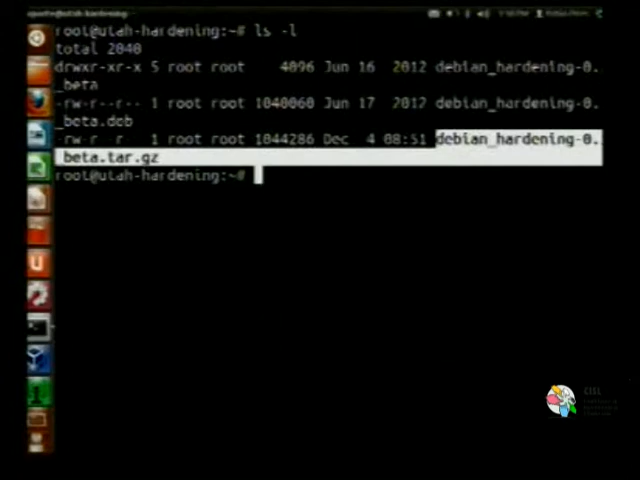 root@utah-hardening:~# ls -l
total 2040
drwxr-xr-x 5 root root 4096 Jun 16 2012 debian_hardening-0.
_beta
-rw-r--r-- 1 root root 1040060 Jun 17 2012 debian_hardening-0.
_beta.deb
-rw-r--r-- 1 root root 1044286 Dec 4 08:51 debian_hardening-0.
_beta.tar.gz
root@utah-hardening:~#
CIEL